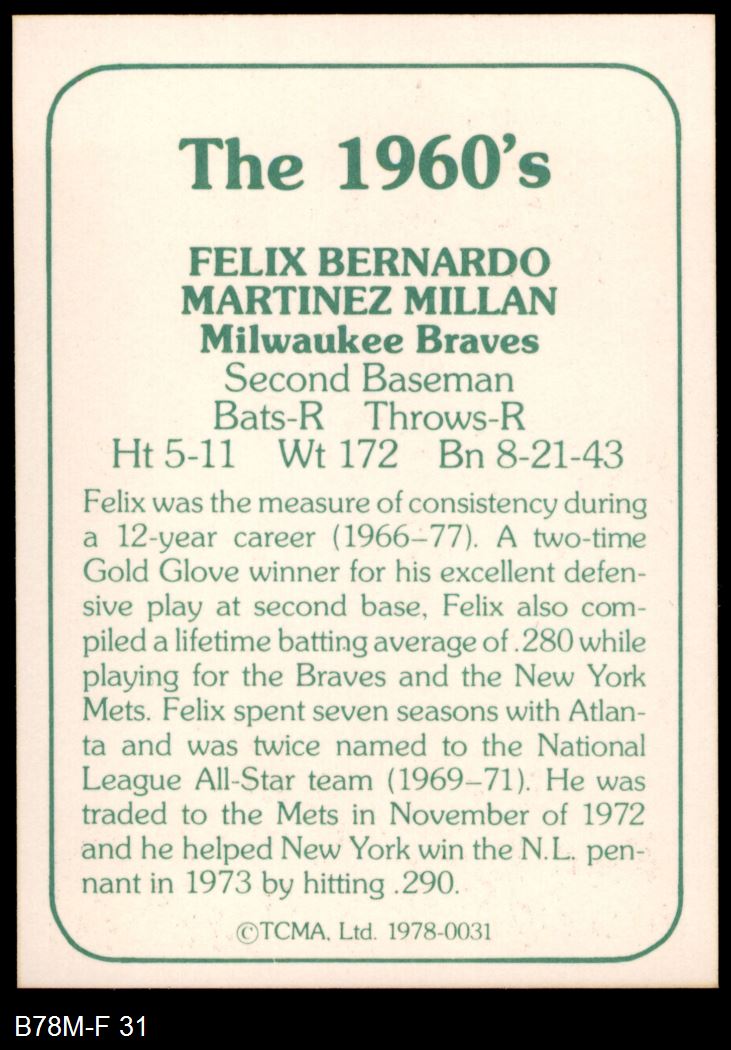 The 1960's
FELIX BERNARDO
MARTINEZ MILLAN
Milwaukee Braves
Second Baseman
Bats-R Throws-R
Ht 5-11 Wt 172 Bn 8-21-43
Felix was the measure of consistency during
a 12-year career (1966–77). A two-time
Gold Glove winner for his excellent defen-
sive play at second base, Felix also com-
piled a lifetime batting average of .280 while
playing for the Braves and the New York
Mets. Felix spent seven seasons with Atlan-
ta and was twice named to the National
League All-Star team (1969–71). He was
traded to the Mets in November of 1972
and he helped New York win the N.L. pen-
nant in 1973 by hitting .290.
©TCMA, Ltd. 1978-0031
B78M-F 31